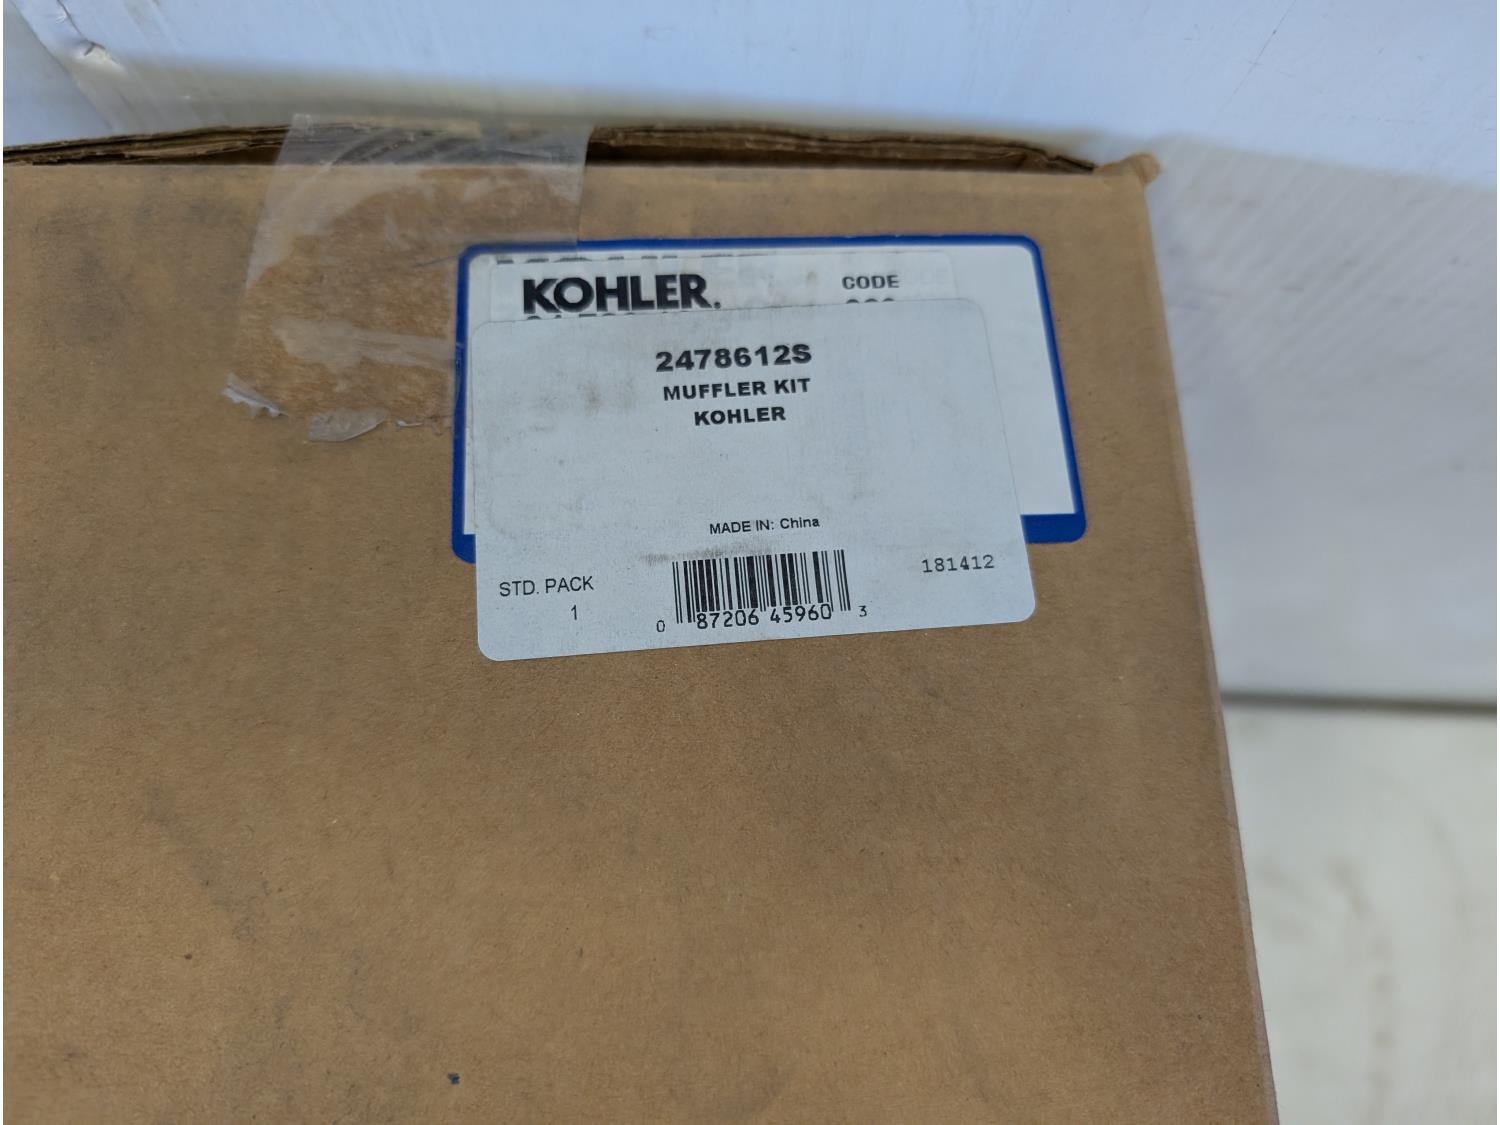 KOHLER.
CODE
2478612S
MUFFLER KIT
KOHLER
MADE IN: China
STD. PACK
1
181412
0 87206 45960 3